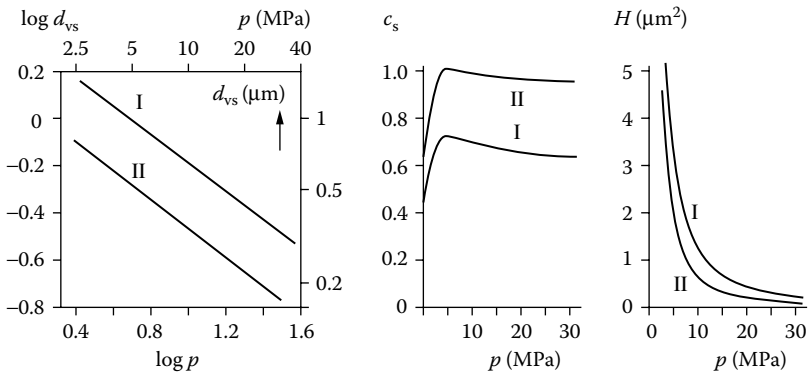 log d_vs p (MPa)
2.5 5 10 20 40
0.2
0
−0.2
−0.4
−0.6
−0.8
I
II
d_vs (μm)
1
0.5
0.2
0.4 0.8 1.2 1.6
log p
c_s
1.0
0.8
0.6
0.4
0.2
0
II
I
0 10 20 30
p (MPa)
H (μm²)
5
4
3
2
1
0
I
II
0 10 20 30
p (MPa)